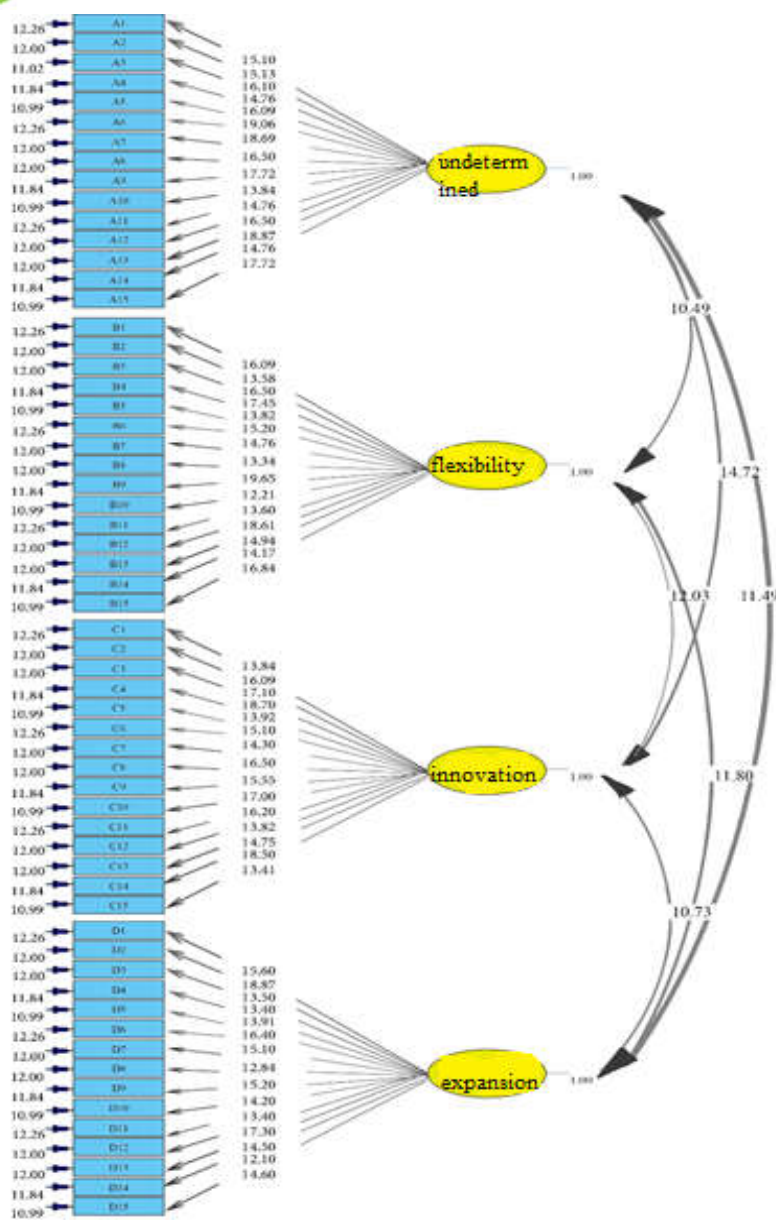 12.26 A1
12.00 A2
11.02 A3
11.84 A4
10.99 A5
12.26 A6
12.00 A7
12.00 A8
11.84 A9
10.99 A10
12.26 A11
12.00 A12
12.00 A13
11.84 A14
10.99 A15
15.10
15.13
16.10
14.76
16.09
19.06
18.69
16.50
17.72
13.84
14.76
16.50
18.87
14.76
17.72
undeterm
ined
1.00
12.26 B1
12.00 B2
12.00 B3
11.84 B4
10.99 B5
12.26 B6
12.00 B7
12.00 B8
11.84 B9
10.99 B10
12.26 B11
12.00 B12
12.00 B13
11.84 B14
10.99 B15
16.09
13.58
16.50
17.45
13.82
15.20
14.76
13.34
19.65
12.21
13.60
18.61
14.94
14.17
16.84
flexibility
1.00
12.26 C1
12.00 C2
12.00 C3
11.84 C4
10.99 C5
12.26 C6
12.00 C7
12.00 C8
11.84 C9
10.99 C10
12.26 C11
12.00 C12
12.00 C13
11.84 C14
10.99 C15
13.84
16.09
17.10
18.70
13.92
15.10
14.30
16.50
15.55
17.00
16.20
13.82
14.75
18.50
13.41
innovation
1.00
12.26 D1
12.00 D2
12.00 D3
11.84 D4
10.99 D5
12.26 D6
12.00 D7
12.00 D8
11.84 D9
10.99 D10
12.26 D11
12.00 D12
12.00 D13
11.84 D14
10.99 D15
15.60
18.87
13.50
13.40
13.91
16.40
15.10
12.84
15.20
14.20
13.40
17.30
14.50
12.10
14.60
expansion
1.00
10.49
14.72
12.03
11.49
11.80
10.73